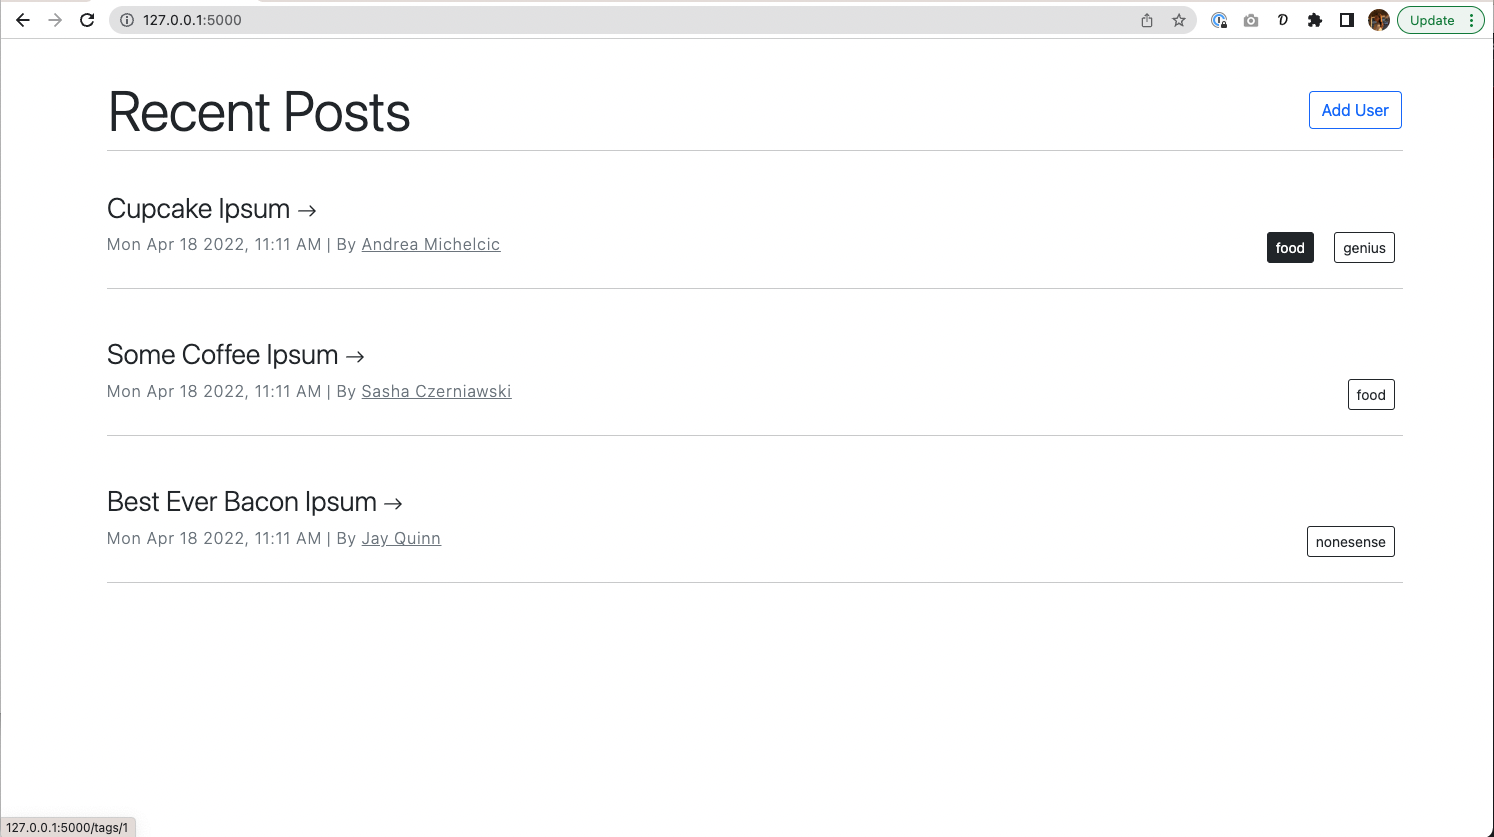 127.0.0.1:5000
Update
Recent Posts
Add User
Cupcake Ipsum →
Mon Apr 18 2022, 11:11 AM | By Andrea Michelcic
food genius
Some Coffee Ipsum →
Mon Apr 18 2022, 11:11 AM | By Sasha Czerniawski
food
Best Ever Bacon Ipsum →
Mon Apr 18 2022, 11:11 AM | By Jay Quinn
nonesense
127.0.0.1:5000/tags/1